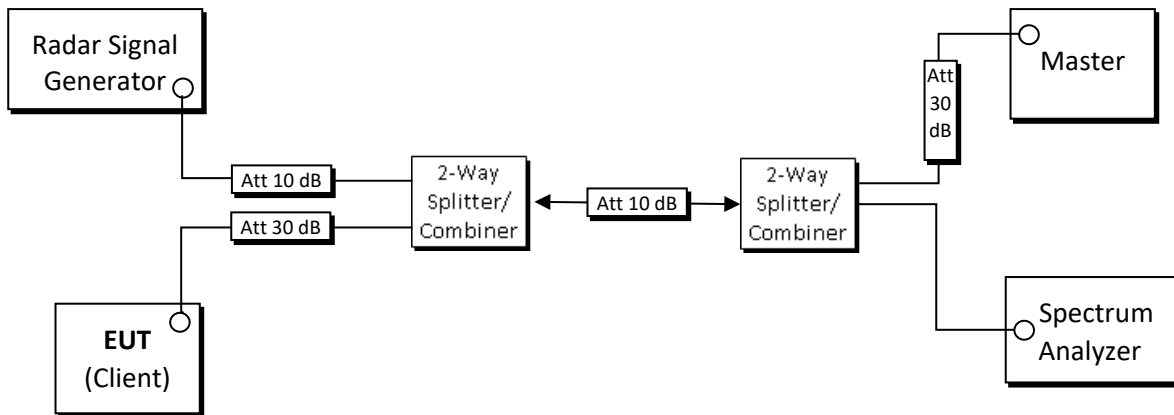 Radar Signal
Generator
Att 10 dB
Att 30 dB
EUT
(Client)
2-Way
Splitter/
Combiner
Att 10 dB
2-Way
Splitter/
Combiner
Att
30
dB
Master
Spectrum
Analyzer